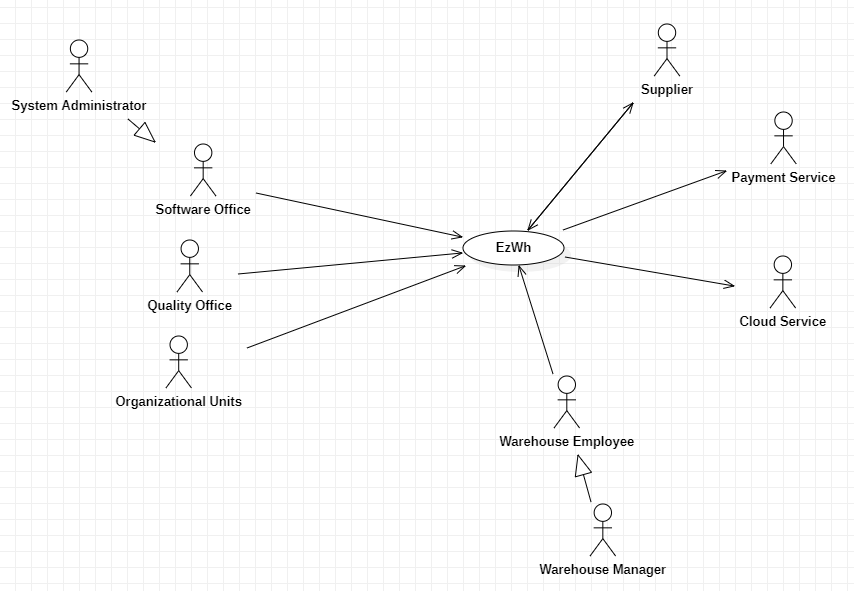 System Administrator
Supplier
Payment Service
Software Office
EzWh
Quality Office
Cloud Service
Organizational Units
Warehouse Employee
Warehouse Manager